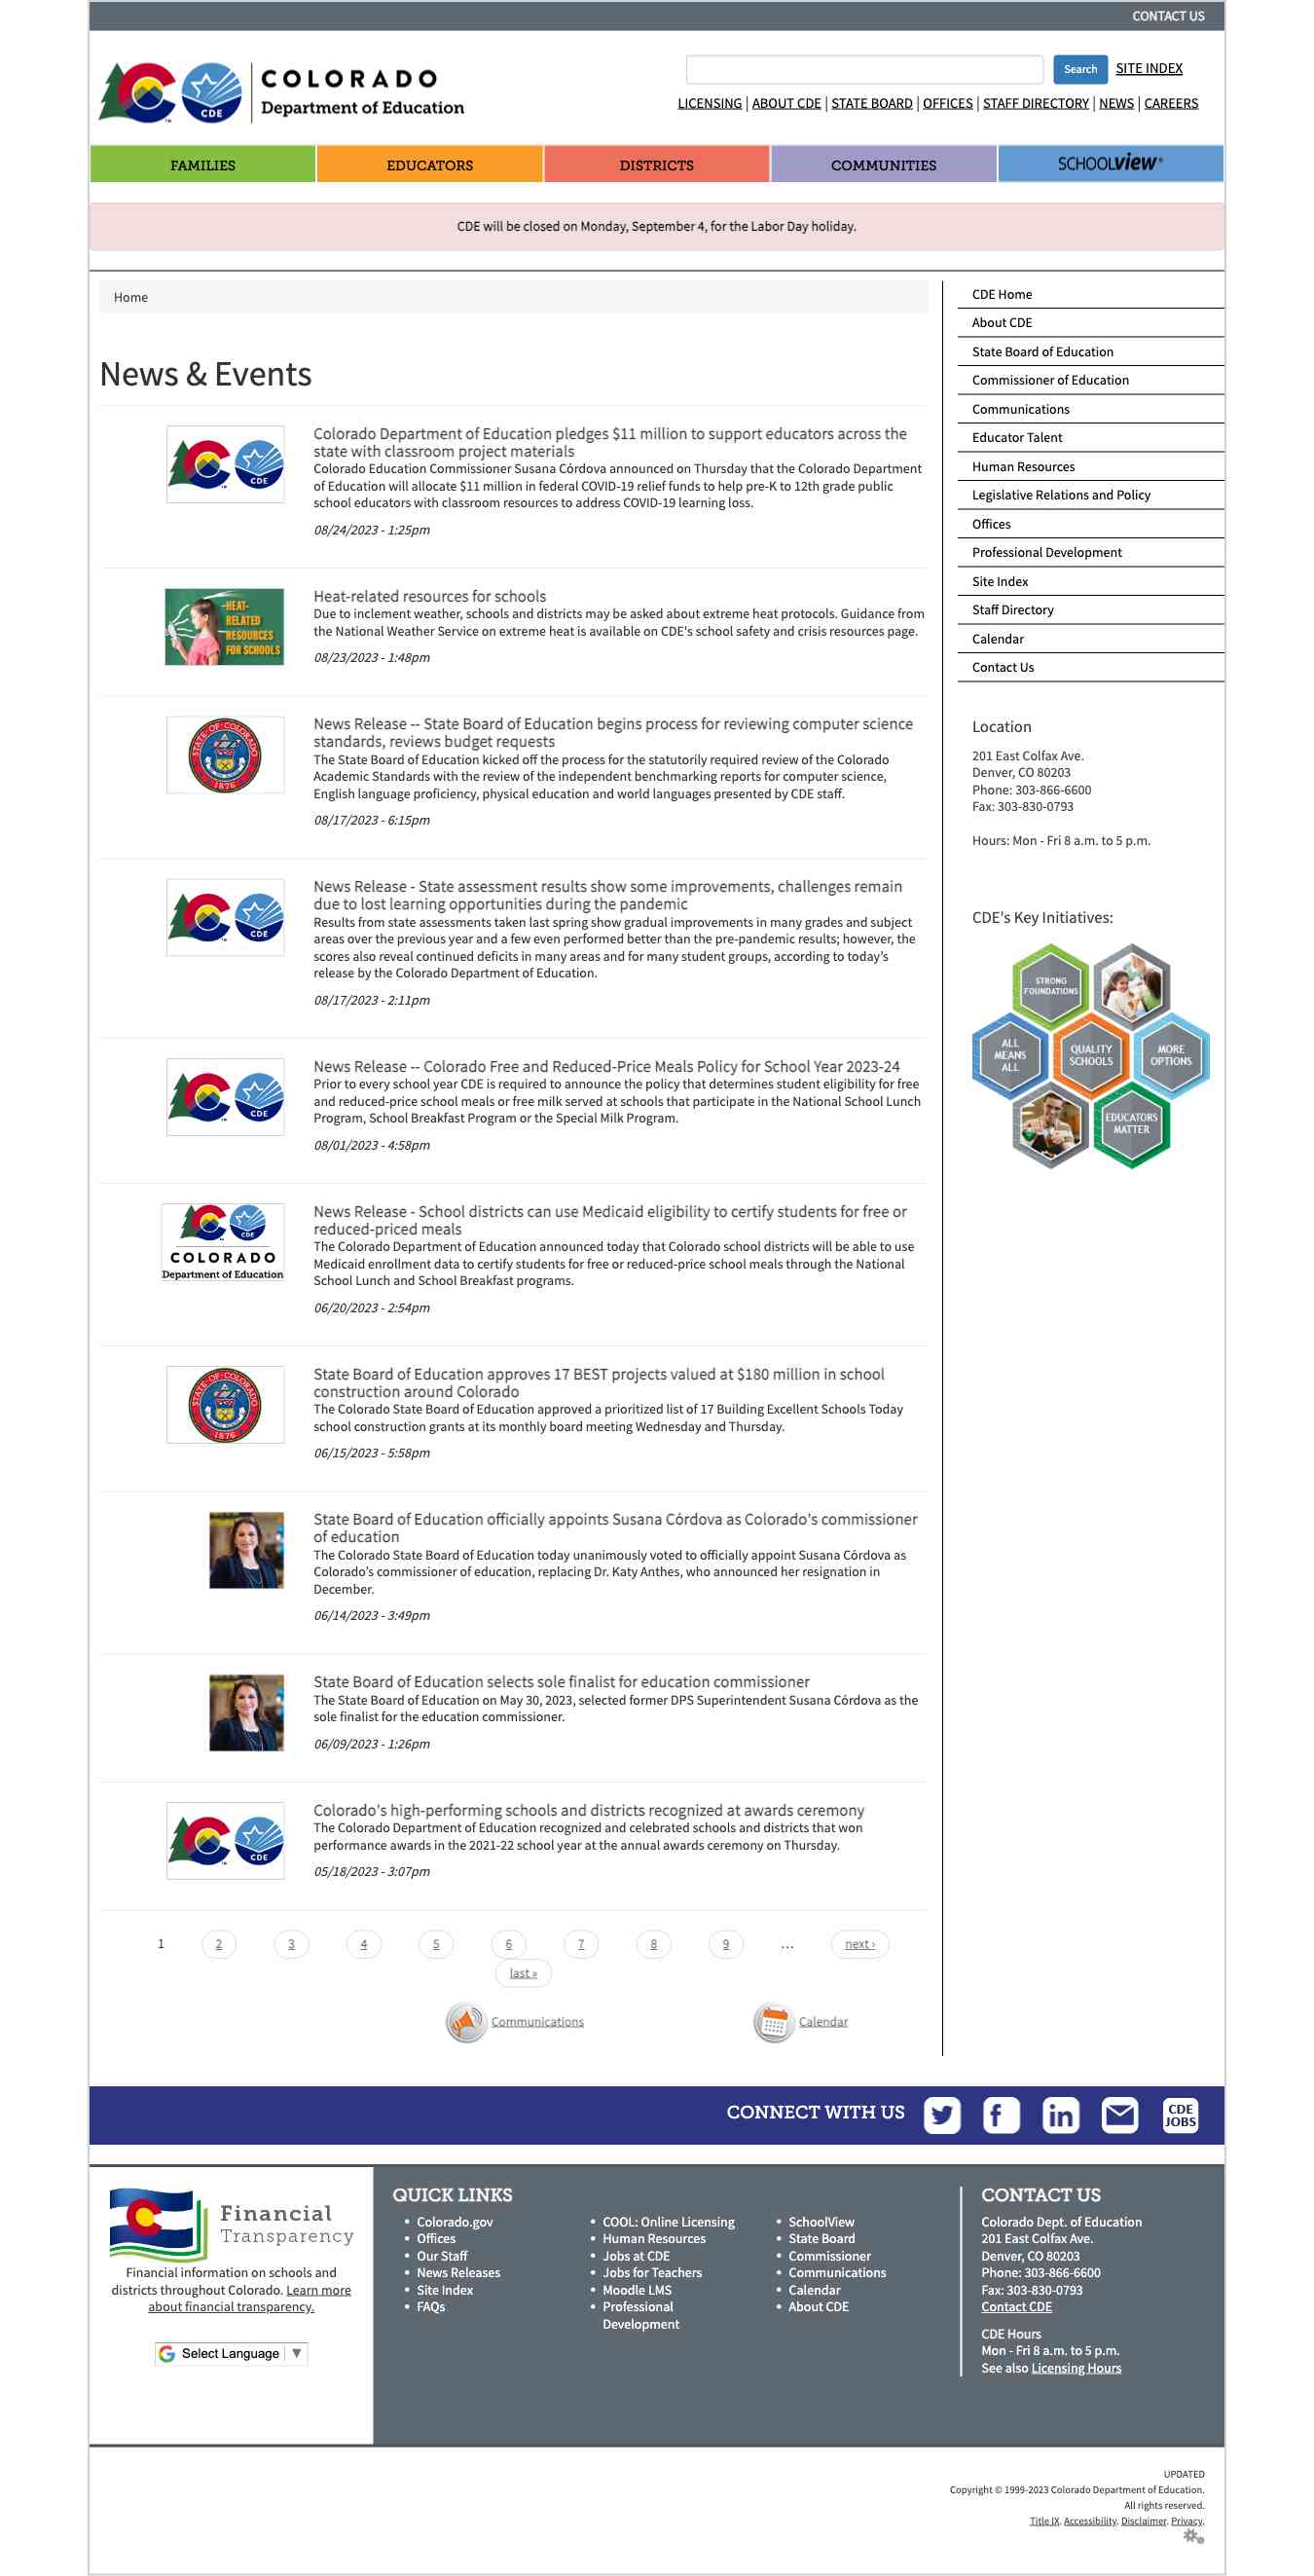 CONTACT US
CDE
COLORADO
Department of Education
Search
SITE INDEX
LICENSING | ABOUT CDE | STATE BOARD | OFFICES | STAFF DIRECTORY | NEWS | CAREERS
FAMILIES
EDUCATORS
DISTRICTS
COMMUNITIES
SCHOOLVIEW®
CDE will be closed on Monday, September 4, for the Labor Day holiday.
Home
News & Events
CDE
Colorado Department of Education pledges $11 million to support educators across the
state with classroom project materials
Colorado Education Commissioner Susana Córdova announced on Thursday that the Colorado Department
of Education will allocate $11 million in federal COVID-19 relief funds to help pre-K to 12th grade public
school educators with classroom resources to address COVID-19 learning loss.
08/24/2023 - 1:25pm
HEAT-
RELATED
RESOURCES
FOR SCHOOLS
Heat-related resources for schools
Due to inclement weather, schools and districts may be asked about extreme heat protocols. Guidance from
the National Weather Service on extreme heat is available on CDE's school safety and crisis resources page.
08/23/2023 - 1:48pm
STATE OF COLORADO
1876
News Release -- State Board of Education begins process for reviewing computer science
standards, reviews budget requests
The State Board of Education kicked off the process for the statutorily required review of the Colorado
Academic Standards with the review of the independent benchmarking reports for computer science,
English language proficiency, physical education and world languages presented by CDE staff.
08/17/2023 - 6:15pm
CDE
News Release - State assessment results show some improvements, challenges remain
due to lost learning opportunities during the pandemic
Results from state assessments taken last spring show gradual improvements in many grades and subject
areas over the previous year and a few even performed better than the pre-pandemic results; however, the
scores also reveal continued deficits in many areas and for many student groups, according to today's
release by the Colorado Department of Education.
08/17/2023 - 2:11pm
CDE
News Release -- Colorado Free and Reduced-Price Meals Policy for School Year 2023-24
Prior to every school year CDE is required to announce the policy that determines student eligibility for free
and reduced-price school meals or free milk served at schools that participate in the National School Lunch
Program, School Breakfast Program or the Special Milk Program.
08/01/2023 - 4:58pm
CDE
COLORADO
Department of Education
News Release - School districts can use Medicaid eligibility to certify students for free or
reduced-priced meals
The Colorado Department of Education announced today that Colorado school districts will be able to use
Medicaid enrollment data to certify students for free or reduced-price school meals through the National
School Lunch and School Breakfast programs.
06/20/2023 - 2:54pm
STATE OF COLORADO
1876
State Board of Education approves 17 BEST projects valued at $180 million in school
construction around Colorado
The Colorado State Board of Education approved a prioritized list of 17 Building Excellent Schools Today
school construction grants at its monthly board meeting Wednesday and Thursday.
06/15/2023 - 5:58pm
State Board of Education officially appoints Susana Córdova as Colorado's commissioner
of education
The Colorado State Board of Education today unanimously voted to officially appoint Susana Córdova as
Colorado's commissioner of education, replacing Dr. Katy Anthes, who announced her resignation in
December.
06/14/2023 - 3:49pm
State Board of Education selects sole finalist for education commissioner
The State Board of Education on May 30, 2023, selected former DPS Superintendent Susana Córdova as the
sole finalist for the education commissioner.
06/09/2023 - 1:26pm
CDE
Colorado's high-performing schools and districts recognized at awards ceremony
The Colorado Department of Education recognized and celebrated schools and districts that won
performance awards in the 2021-22 school year at the annual awards ceremony on Thursday.
05/18/2023 - 3:07pm
1 2 3 4 5 6 7 8 9 … next ›
last »
Communications
Calendar
CDE Home
About CDE
State Board of Education
Commissioner of Education
Communications
Educator Talent
Human Resources
Legislative Relations and Policy
Offices
Professional Development
Site Index
Staff Directory
Calendar
Contact Us
Location
201 East Colfax Ave.
Denver, CO 80203
Phone: 303-866-6600
Fax: 303-830-0793
Hours: Mon - Fri 8 a.m. to 5 p.m.
CDE's Key Initiatives:
STRONG
FOUNDATIONS
ALL
MEANS
ALL
QUALITY
SCHOOLS
MORE
OPTIONS
EDUCATORS
MATTER
CONNECT WITH US
CDE
JOBS
Financial
Transparency
Financial information on schools and
districts throughout Colorado. Learn more
about financial transparency.
Select Language ▼
QUICK LINKS
Colorado.gov
Offices
Our Staff
News Releases
Site Index
FAQs
COOL: Online Licensing
Human Resources
Jobs at CDE
Jobs for Teachers
Moodle LMS
Professional
Development
SchoolView
State Board
Commissioner
Communications
Calendar
About CDE
CONTACT US
Colorado Dept. of Education
201 East Colfax Ave.
Denver, CO 80203
Phone: 303-866-6600
Fax: 303-830-0793
Contact CDE
CDE Hours
Mon - Fri 8 a.m. to 5 p.m.
See also Licensing Hours
UPDATED
Copyright © 1999-2023 Colorado Department of Education.
All rights reserved.
Title IX. Accessibility. Disclaimer. Privacy.